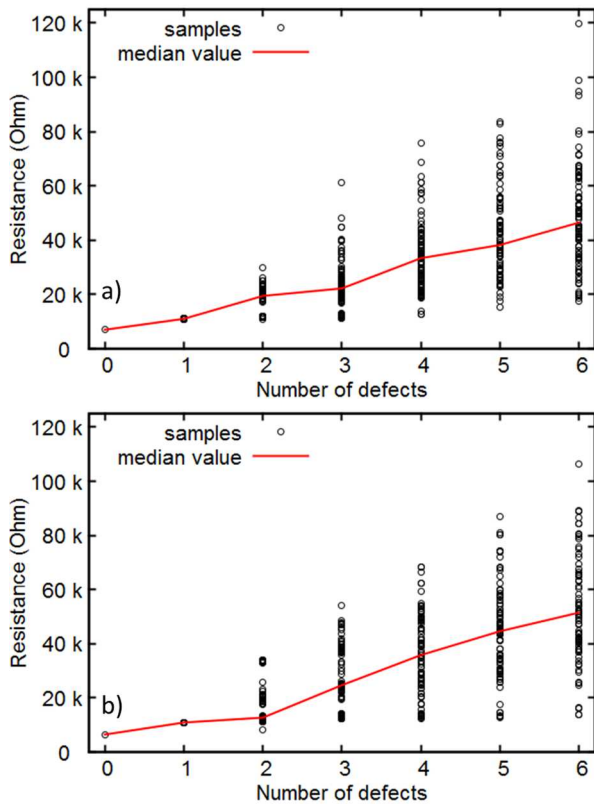 samples
median value
120 k
100 k
80 k
60 k
40 k
20 k
0
Resistance (Ohm)
a)
0 1 2 3 4 5 6
Number of defects
samples
median value
120 k
100 k
80 k
60 k
40 k
20 k
0
Resistance (Ohm)
b)
0 1 2 3 4 5 6
Number of defects